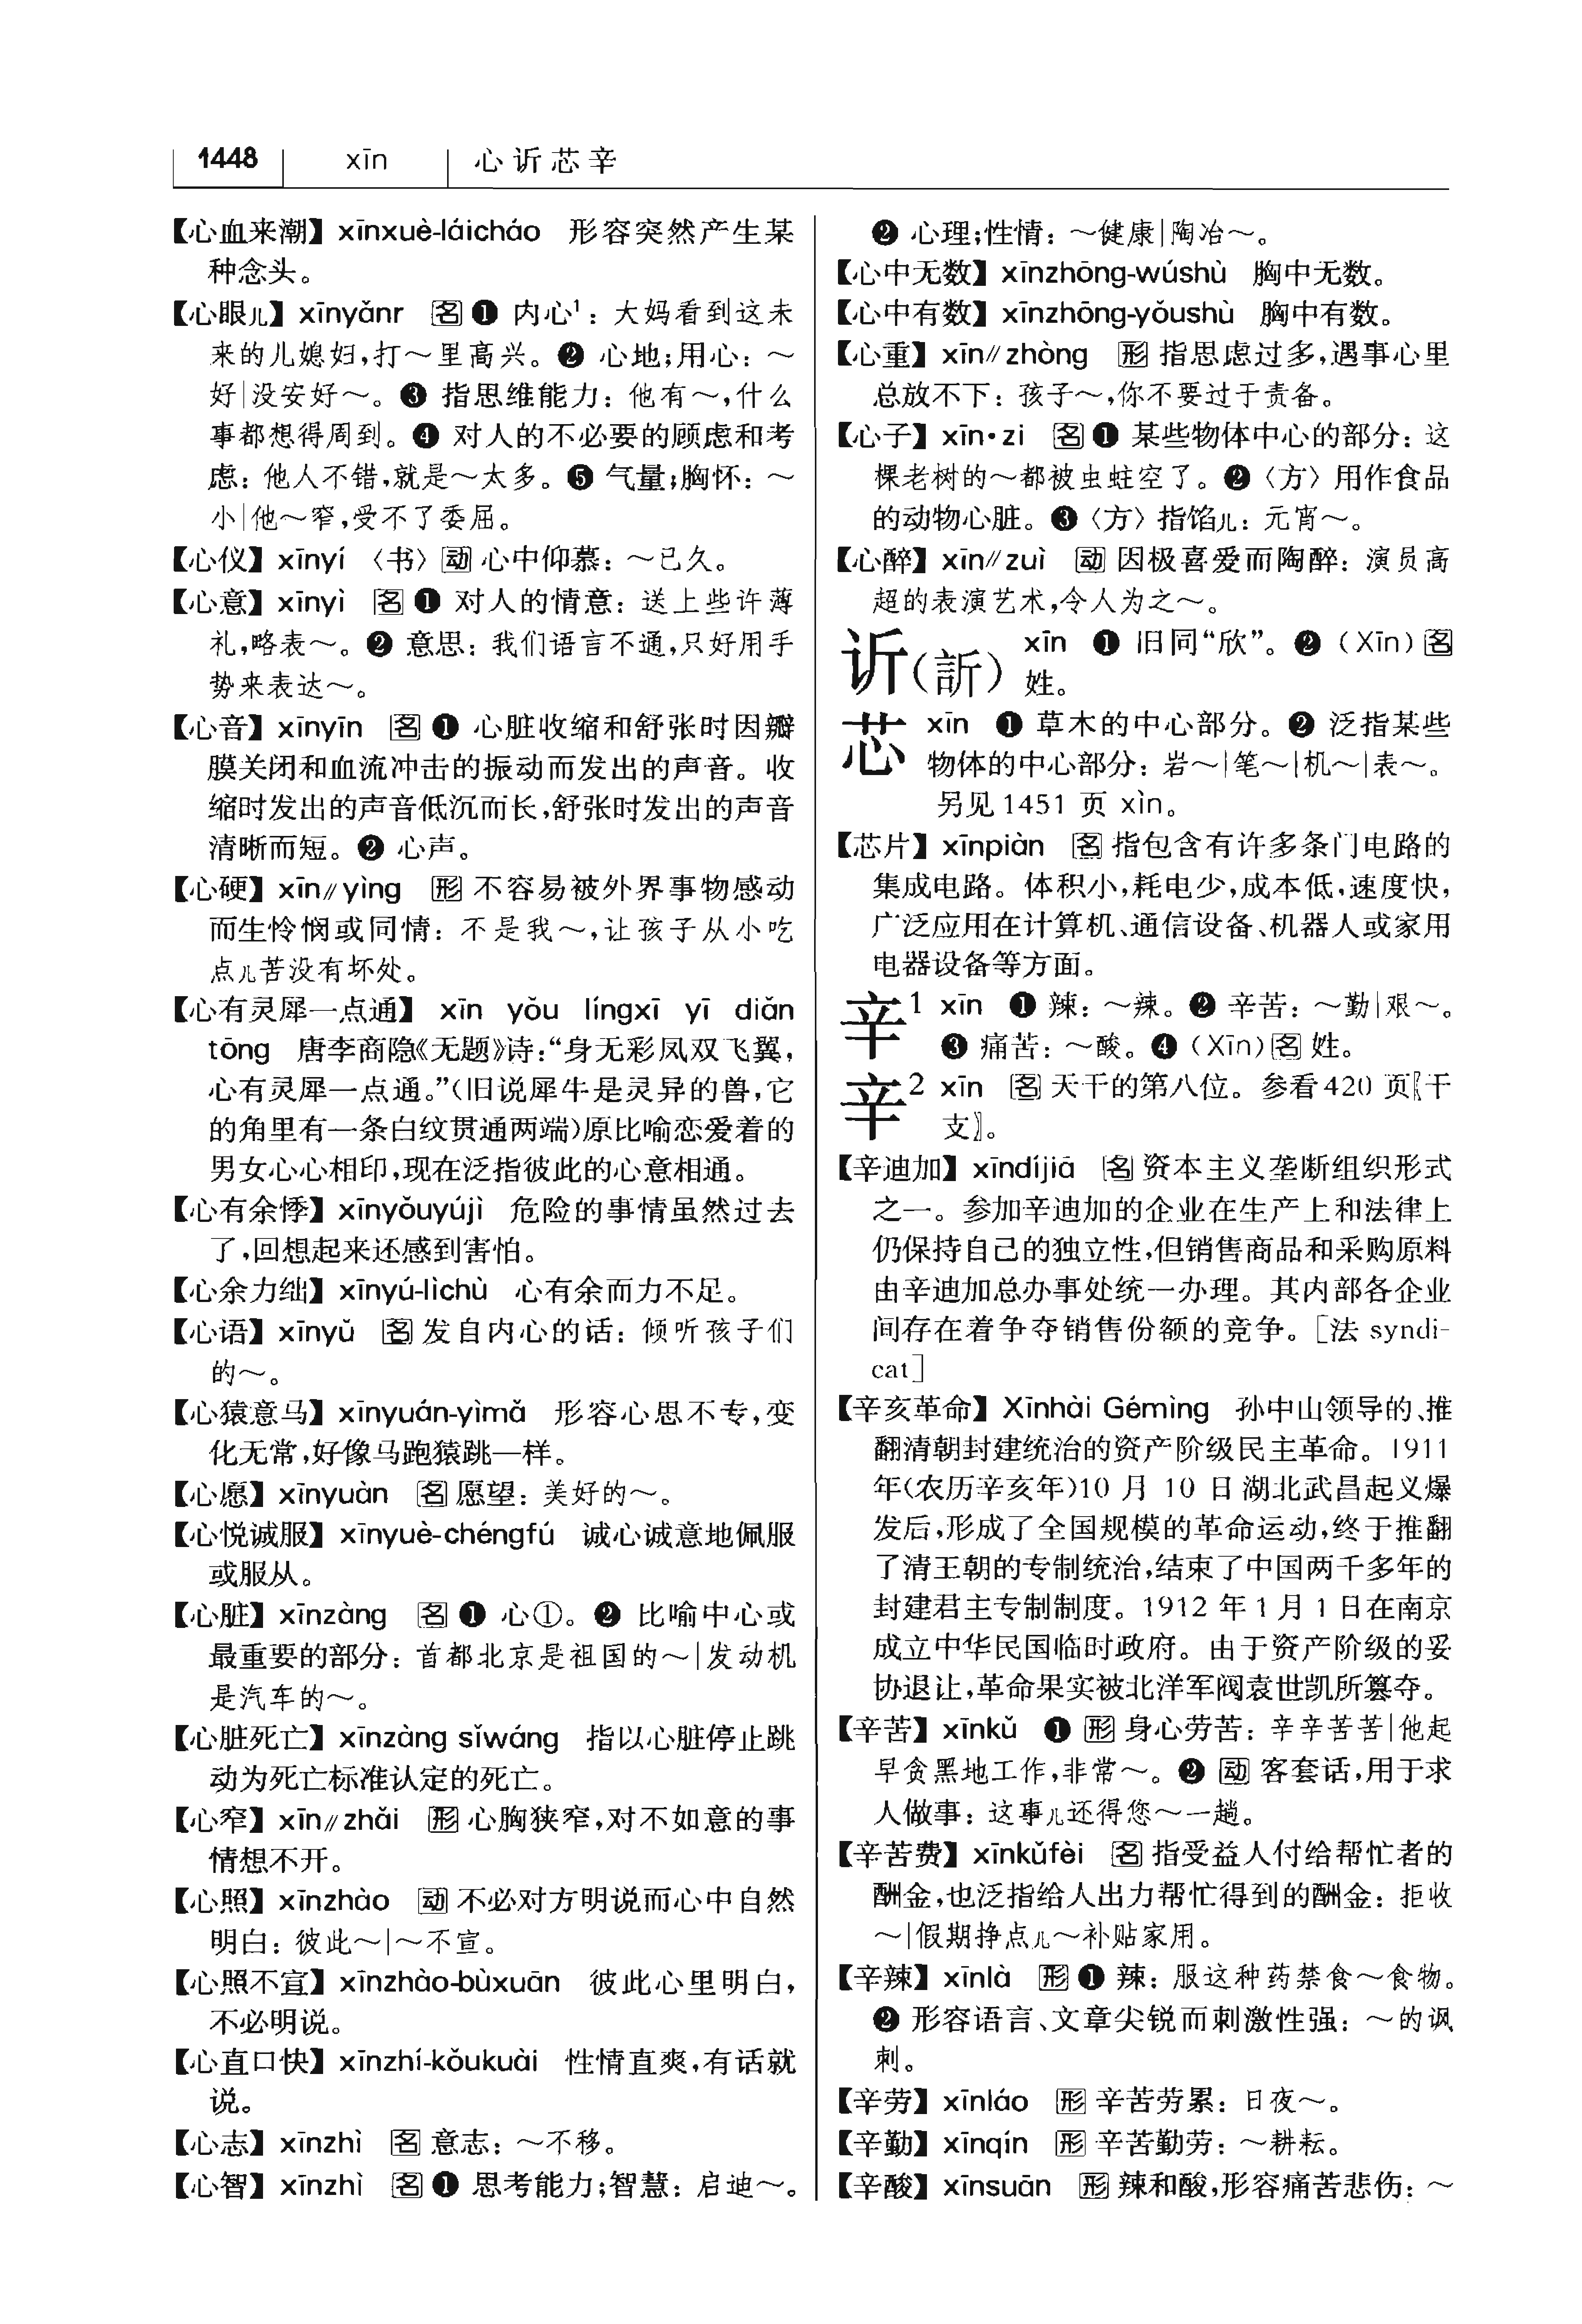 1448 xīn 心䜣芯辛
【心血来潮】xīnxuè-láicháo 形容突然产生某
种念头。
【心眼儿】xīnyǎnr 名❶ 内心¹：大妈看到这未
来的儿媳妇，打～里高兴。❷ 心地；用心：～
好|没安好～。❸ 指思维能力：他有～，什么
事都想得周到。❹ 对人的不必要的顾虑和考
虑：他人不错，就是～太多。❺ 气量；胸怀：～
小|他～窄，受不了委屈。
【心仪】xīnyí 〈书〉动 心中仰慕：～已久。
【心意】xīnyì 名❶ 对人的情意：送上些许薄
礼，略表～。❷ 意思：我们语言不通，只好用手
势来表达～。
【心音】xīnyīn 名❶ 心脏收缩和舒张时因瓣
膜关闭和血流冲击的振动而发出的声音。收
缩时发出的声音低沉而长，舒张时发出的声音
清晰而短。❷ 心声。
【心硬】xīn∥yìng 形 不容易被外界事物感动
而生怜悯或同情：不是我～，让孩子从小吃
点儿苦没有坏处。
【心有灵犀一点通】 xīn yǒu língxī yī diǎn
tōng 唐李商隐《无题》诗：“身无彩凤双飞翼，
心有灵犀一点通。”（旧说犀牛是灵异的兽，它
的角里有一条白纹贯通两端）原比喻恋爱着的
男女心心相印，现在泛指彼此的心意相通。
【心有余悸】xīnyǒuyújì 危险的事情虽然过去
了，回想起来还感到害怕。
【心余力绌】xīnyú-lìchù 心有余而力不足。
【心语】xīnyǔ 名 发自内心的话：倾听孩子们
的～。
【心猿意马】xīnyuán-yìmǎ 形容心思不专，变
化无常，好像马跑猿跳一样。
【心愿】xīnyuàn 名 愿望：美好的～。
【心悦诚服】xīnyuè-chéngfú 诚心诚意地佩服
或服从。
【心脏】xīnzàng 名❶ 心①。❷ 比喻中心或
最重要的部分：首都北京是祖国的～|发动机
是汽车的～。
【心脏死亡】xīnzàng sǐwáng 指以心脏停止跳
动为死亡标准认定的死亡。
【心窄】xīn∥zhǎi 形 心胸狭窄，对不如意的事
情想不开。
【心照】xīnzhào 动 不必对方明说而心中自然
明白：彼此～|～不宣。
【心照不宣】xīnzhào-bùxuān 彼此心里明白，
不必明说。
【心直口快】xīnzhí-kǒukuài 性情直爽，有话就
说。
【心志】xīnzhì 名 意志：～不移。
【心智】xīnzhì 名❶ 思考能力；智慧：启迪～。
❷ 心理；性情：～健康|陶冶～。
【心中无数】xīnzhōng-wúshù 胸中无数。
【心中有数】xīnzhōng-yǒushù 胸中有数。
【心重】xīn∥zhòng 形 指思虑过多，遇事心里
总放不下：孩子～，你不要过于责备。
【心子】xīn·zi 名❶ 某些物体中心的部分：这
棵老树的～都被虫蛀空了。❷〈方〉用作食品
的动物心脏。❸〈方〉指馅儿：元宵～。
【心醉】xīn∥zuì 动 因极喜爱而陶醉：演员高
超的表演艺术，令人为之～。
䜣（訢） xīn ❶ 旧同“欣”。❷（Xīn）名
姓。
芯 xīn ❶ 草木的中心部分。❷ 泛指某些
物体的中心部分：岩～|笔～|机～|表～。
另见1451 页 xìn。
【芯片】xīnpiàn 名 指包含有许多条门电路的
集成电路。体积小，耗电少，成本低，速度快，
广泛应用在计算机、通信设备、机器人或家用
电器设备等方面。
辛¹ xīn ❶ 辣：～辣。❷ 辛苦：～勤|艰～。
❸ 痛苦：～酸。❹（Xīn）名 姓。
辛² xīn 名 天干的第八位。参看420 页〖干
支〗。
【辛迪加】xīndíjiā 名 资本主义垄断组织形式
之一。参加辛迪加的企业在生产上和法律上
仍保持自己的独立性，但销售商品和采购原料
由辛迪加总办事处统一办理。其内部各企业
间存在着争夺销售份额的竞争。［法 syndi-
cat］
【辛亥革命】Xīnhài Gémìng 孙中山领导的、推
翻清朝封建统治的资产阶级民主革命。1911
年（农历辛亥年）10 月 10 日湖北武昌起义爆
发后，形成了全国规模的革命运动，终于推翻
了清王朝的专制统治，结束了中国两千多年的
封建君主专制制度。1912 年 1 月 1 日在南京
成立中华民国临时政府。由于资产阶级的妥
协退让，革命果实被北洋军阀袁世凯所篡夺。
【辛苦】xīnkǔ ❶ 形 身心劳苦：辛辛苦苦|他起
早贪黑地工作，非常～。❷ 动 客套话，用于求
人做事：这事儿还得您～一趟。
【辛苦费】xīnkǔfèi 名 指受益人付给帮忙者的
酬金，也泛指给人出力帮忙得到的酬金：拒收
～|假期挣点儿～补贴家用。
【辛辣】xīnlà 形❶ 辣：服这种药禁食～食物。
❷ 形容语言、文章尖锐而刺激性强：～的讽
刺。
【辛劳】xīnláo 形 辛苦劳累：日夜～。
【辛勤】xīnqín 形 辛苦勤劳：～耕耘。
【辛酸】xīnsuān 形 辣和酸，形容痛苦悲伤：～